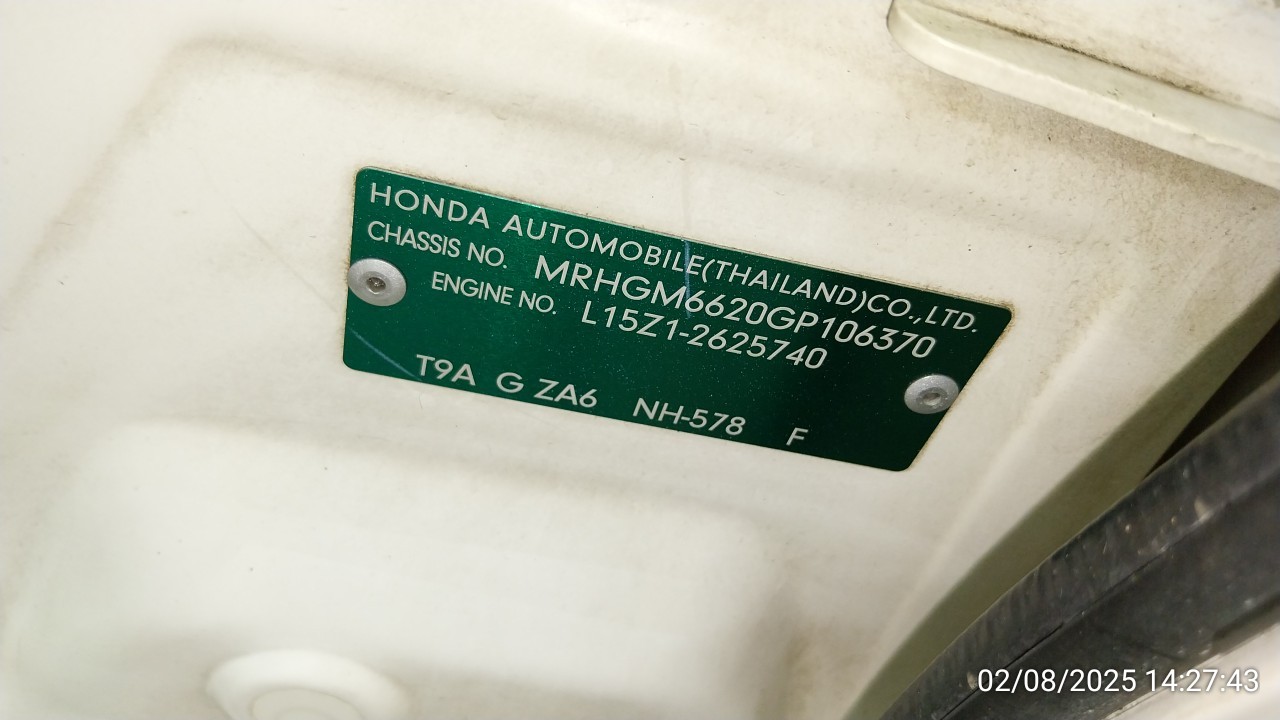 HONDA AUTOMOBILE(THAILAND)CO.,LTD.
CHASSIS NO. MRHGM6620GP106370
ENGINE NO. L15Z1-2625740
T9A G ZA6 NH-578 F
02/08/2025 14:27:43